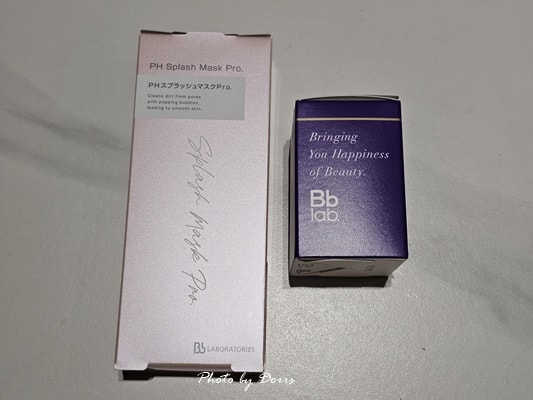 PH Splash Mask Pro.
PHスプラッシュマスクPro.
Cleans dirt from pores
with popping bubbles,
leading to smooth skin.
Splash Mask Pro.
Bb LABORATORIES
Bringing
You Happiness
of Beauty.
Bb
lab.
Photo by Doris